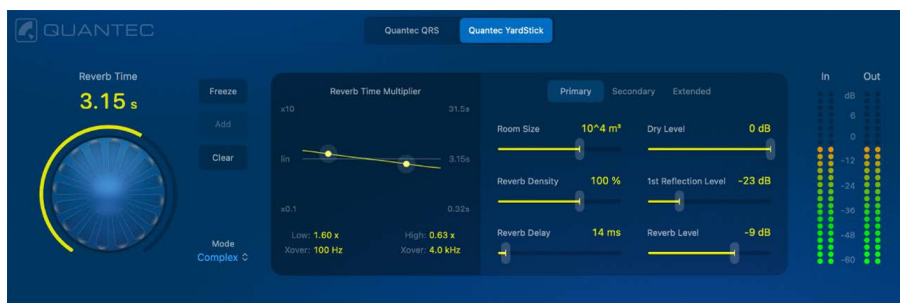 QUANTEC
Quantec QRS
Quantec YardStick
Reverb Time
3.15 s
Freeze
Add
Clear
Mode
Complex
Reverb Time Multiplier
x10
31.5s
lin
3.15s
x0.1
0.32s
Low: 1.60 x
High: 0.63 x
Xover: 100 Hz
Xover: 4.0 kHz
Primary
Secondary
Extended
Room Size
10^4 m³
Dry Level
0 dB
Reverb Density
100 %
1st Reflection Level
-23 dB
Reverb Delay
14 ms
Reverb Level
-9 dB
In
Out
dB
6
0
-12
-24
-36
-48
-60